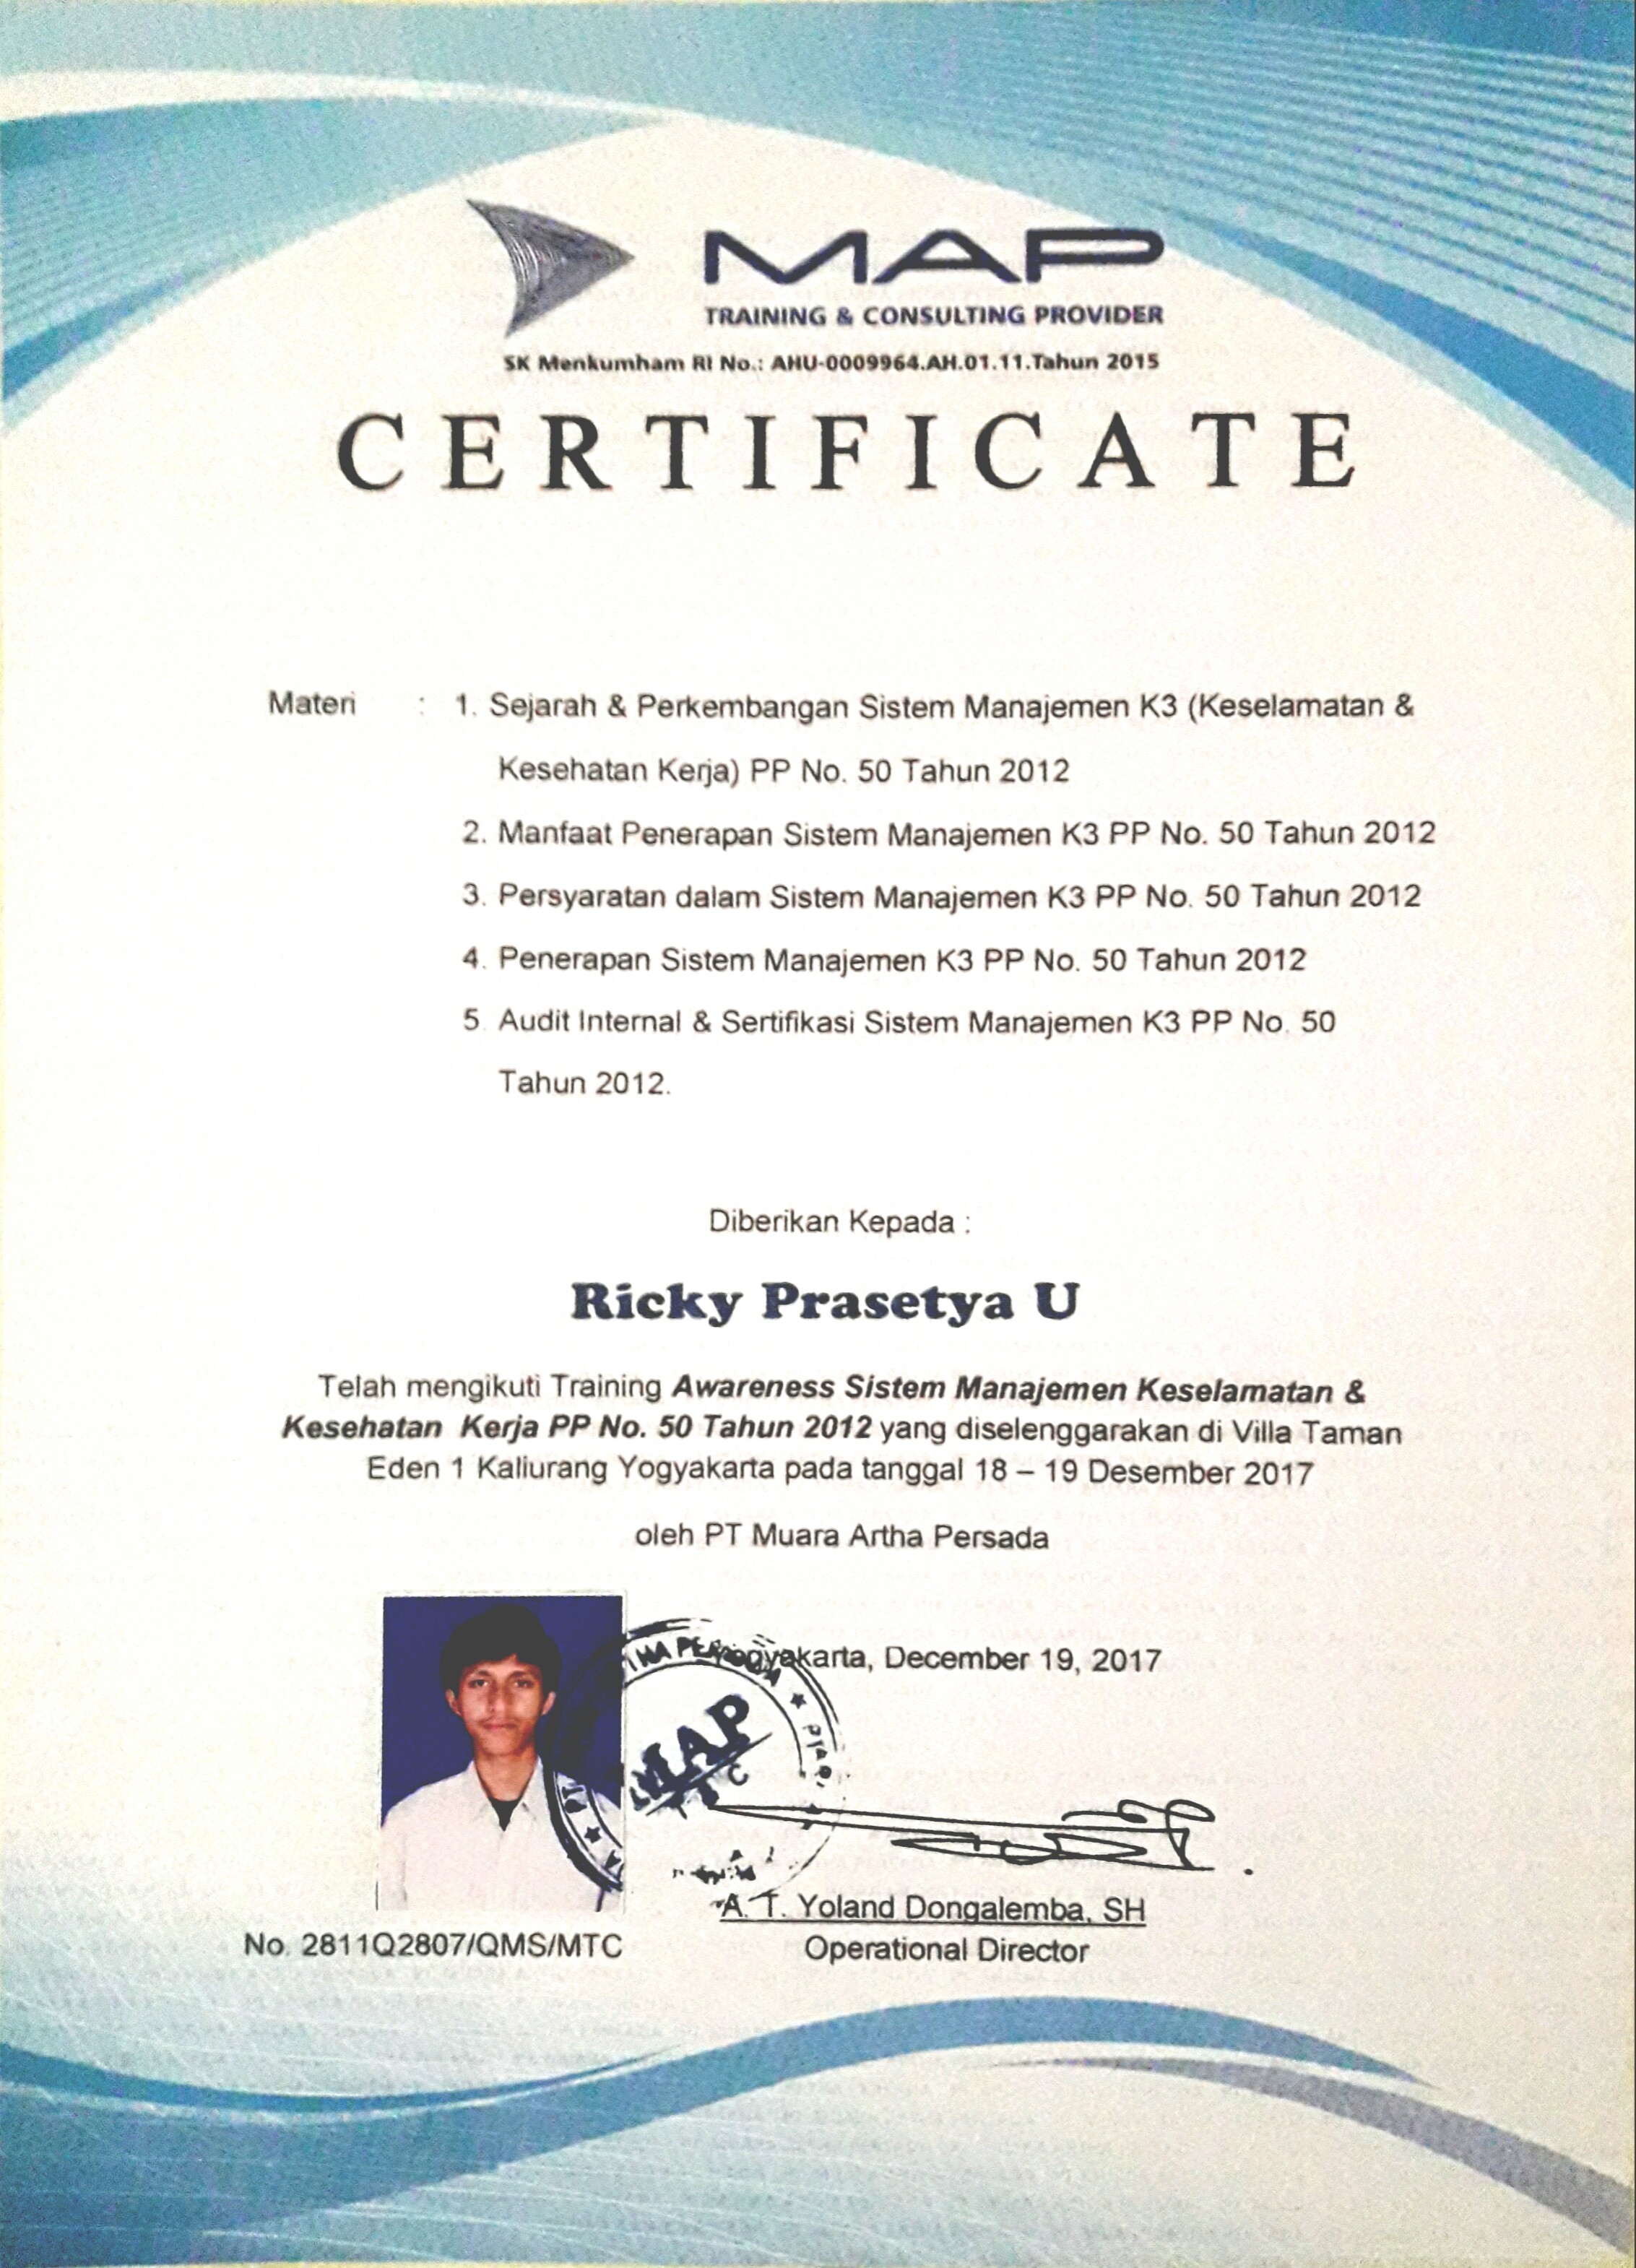 MAP
TRAINING & CONSULTING PROVIDER
SK Menkumham RI No.: AHU-0009964.AH.01.11.Tahun 2015
CERTIFICATE
Materi : 1. Sejarah & Perkembangan Sistem Manajemen K3 (Keselamatan &
Kesehatan Kerja) PP No. 50 Tahun 2012
2. Manfaat Penerapan Sistem Manajemen K3 PP No. 50 Tahun 2012
3. Persyaratan dalam Sistem Manajemen K3 PP No. 50 Tahun 2012
4. Penerapan Sistem Manajemen K3 PP No. 50 Tahun 2012
5. Audit Internal & Sertifikasi Sistem Manajemen K3 PP No. 50
Tahun 2012.
Diberikan Kepada :
Ricky Prasetya U
Telah mengikuti Training Awareness Sistem Manajemen Keselamatan &
Kesehatan Kerja PP No. 50 Tahun 2012 yang diselenggarakan di Villa Taman
Eden 1 Kaliurang Yogyakarta pada tanggal 18 – 19 Desember 2017
oleh PT Muara Artha Persada
Yogyakarta, December 19, 2017
MAP
A. T. Yoland Dongalemba, SH
Operational Director
No. 2811Q2807/QMS/MTC